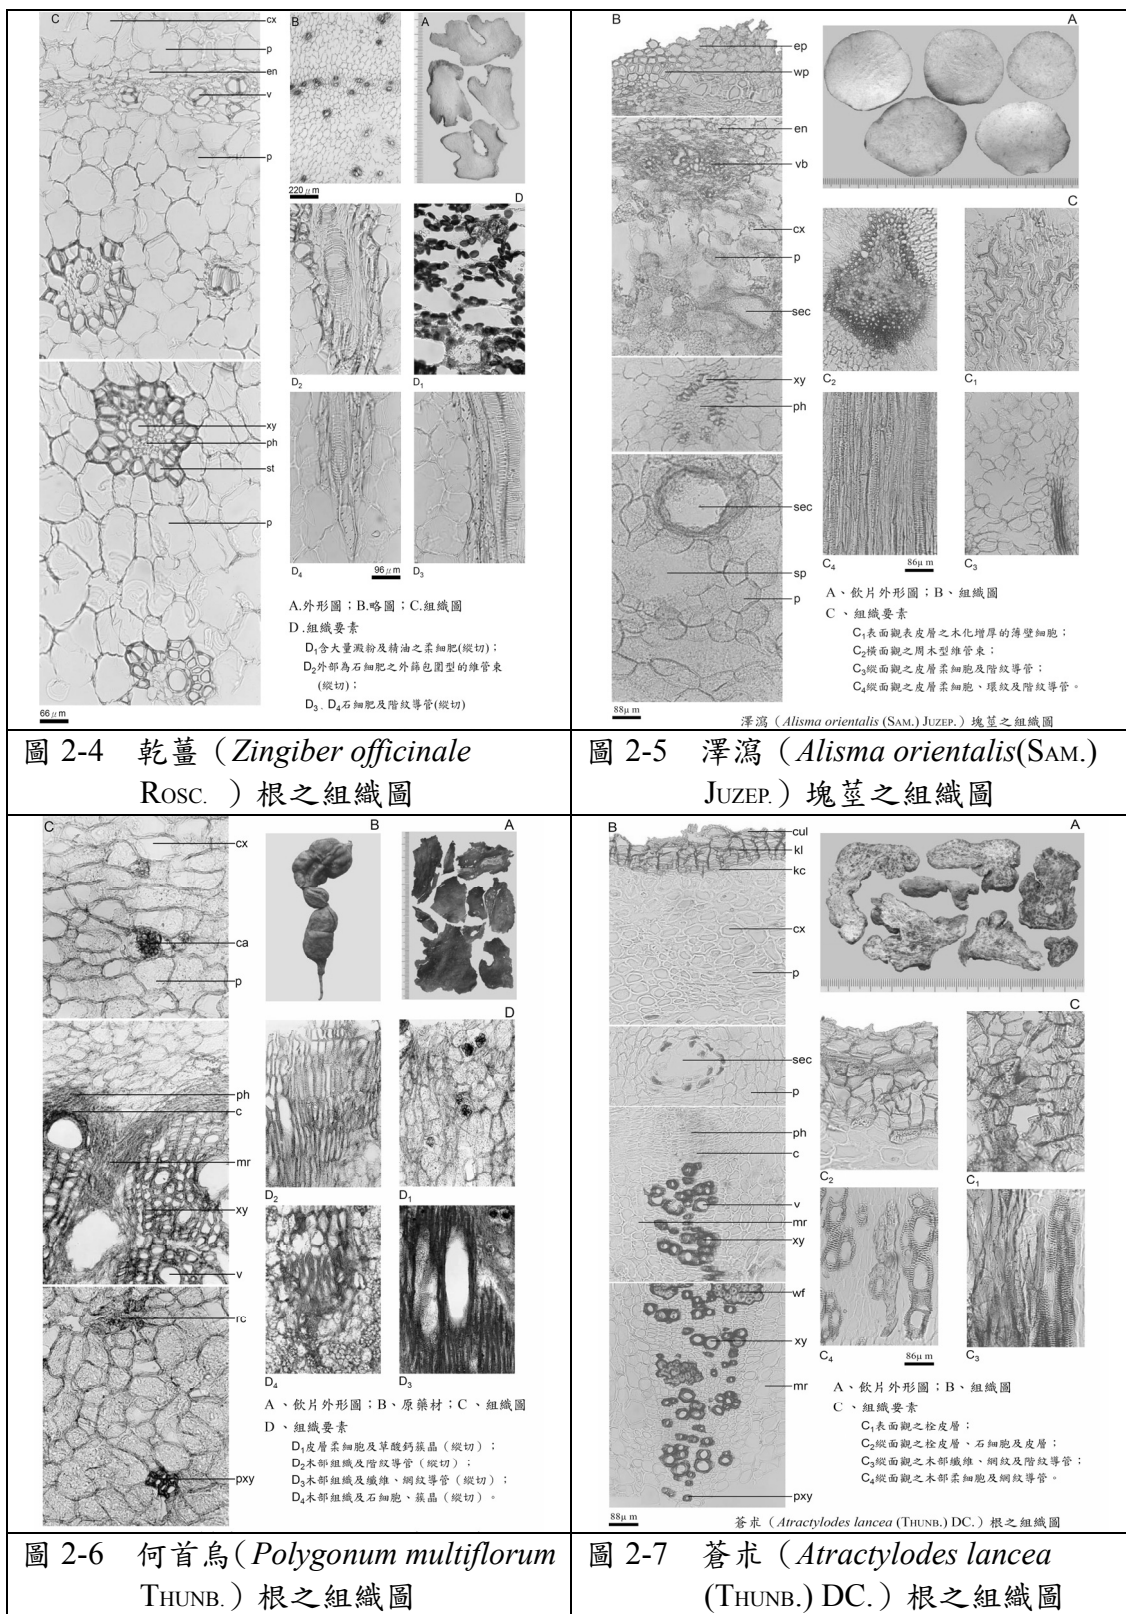 C
cx
p
en
v
p
xy
ph
st
p
66μm
B
220μm
A
D
D₂
D₁
D₄
96μm
D₃
A.外形圖；B.略圖；C.組織圖
D.組織要素
D₁含大量澱粉及精油之柔細肥(縱切)；
D₂外部為石細肥之外篩包圍型的維管束
(縱切)；
D₃．D₄石細肥及階紋導管(縱切)
圖 2-4 乾薑（Zingiber officinale
Rosc. ）根之組織圖
B
ep
wp
en
vb
cx
p
sec
xy
ph
sec
sp
p
88μ m
A
C
C₂
C₁
C₄
86μ m
C₃
A、飲片外形圖；B、組織圖
C 、組織要素
C₁表面觀表皮層之木化增厚的薄壁細胞；
C₂橫面觀之周木型維管束；
C₃縱面觀之皮層柔細胞及階紋導管；
C₄縱面觀之皮層柔細胞、環紋及階紋導管。
澤瀉（Alisma orientalis (Sam.) Juzep.）塊莖之組織圖
圖 2-5 澤瀉（Alisma orientalis(Sam.)
Juzep.）塊莖之組織圖
C
cx
ca
p
ph
c
mr
xy
v
rc
pxy
B
A
D
D₂
D₁
D₄
D₃
A 、飲片外形圖；B、原藥材；C 、組織圖
D 、組織要素
D₁皮層柔細胞及草酸鈣簇晶（縱切）；
D₂木部組織及階紋導管（縱切）；
D₃木部組織及纖維、網紋導管（縱切）；
D₄木部組織及石細胞、簇晶（縱切）。
圖 2-6 何首烏（Polygonum multiflorum
Thunb.）根之組織圖
B
cul
kl
kc
cx
p
sec
p
ph
c
v
mr
xy
wf
xy
mr
pxy
88μ m
A
C
C₂
C₁
C₄
86μ m
C₃
A、飲片外形圖；B、組織圖
C 、組織要素
C₁表面觀之栓皮層；
C₂縱面觀之栓皮層、石細胞及皮層；
C₃縱面觀之木部纖維、網紋及階紋導管；
C₄縱面觀之木部柔細胞及網紋導管。
蒼朮（Atractylodes lancea (Thunb.) DC.）根之組織圖
圖 2-7 蒼朮（Atractylodes lancea
(Thunb.) DC.）根之組織圖